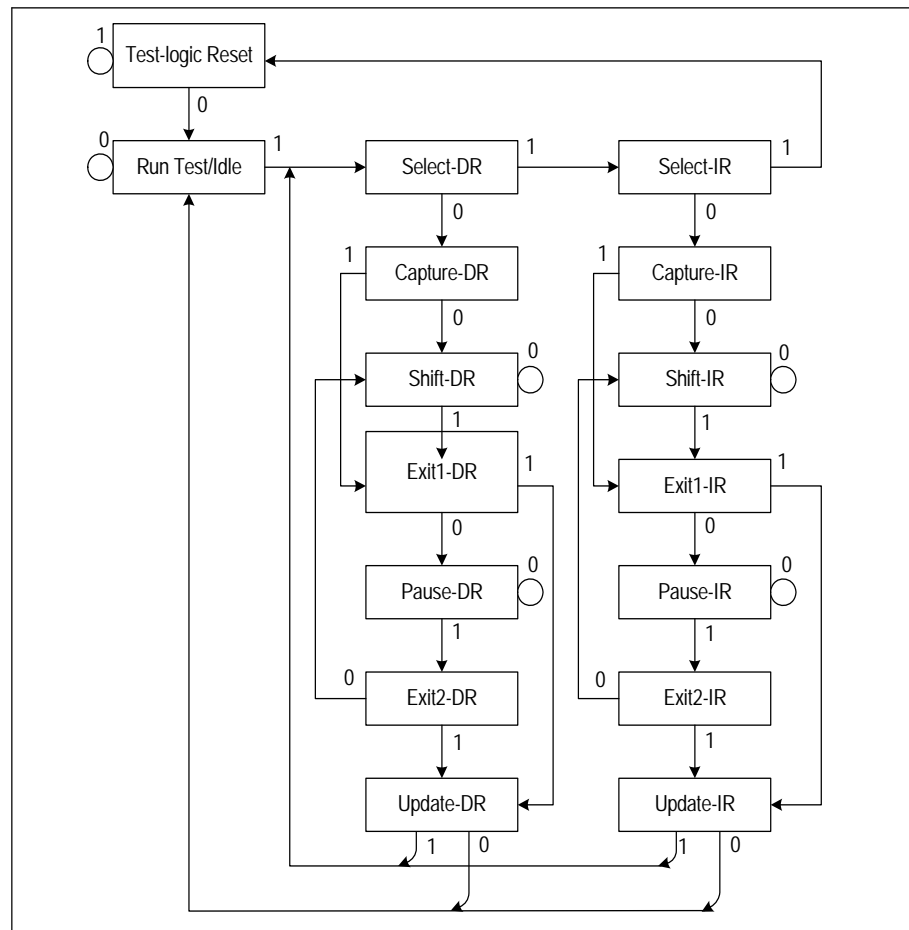 1
Test-logic Reset
0
0
Run Test/Idle
1
Select-DR
1
Select-IR
1
0
0
1
Capture-DR
1
Capture-IR
0
0
Shift-DR
0
Shift-IR
0
1
1
Exit1-DR
1
Exit1-IR
1
0
0
Pause-DR
0
Pause-IR
0
1
1
0
Exit2-DR
0
Exit2-IR
1
1
Update-DR
Update-IR
1
0
1
0